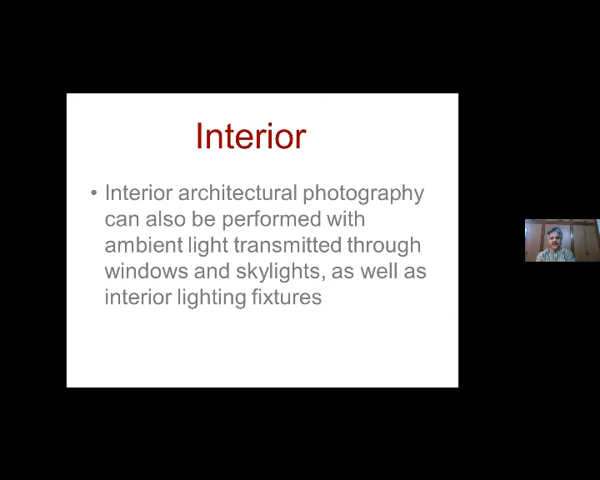 Interior
• Interior architectural photography
can also be performed with
ambient light transmitted through
windows and skylights, as well as
interior lighting fixtures